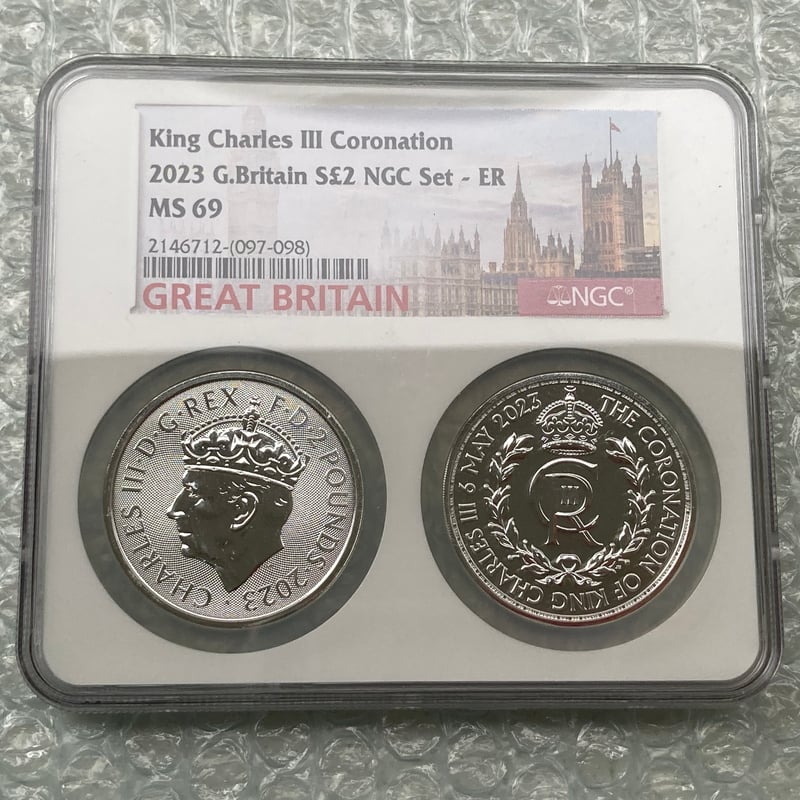 King Charles III Coronation
2023 G.Britain S£2 NGC Set - ER
MS 69
2146712-(097-098)
GREAT BRITAIN
NGC®
CHARLES III·D·G·REX·F·D·2 POUNDS·2023·
THE CORONATION OF KING CHARLES III 6 MAY 2023
CR III